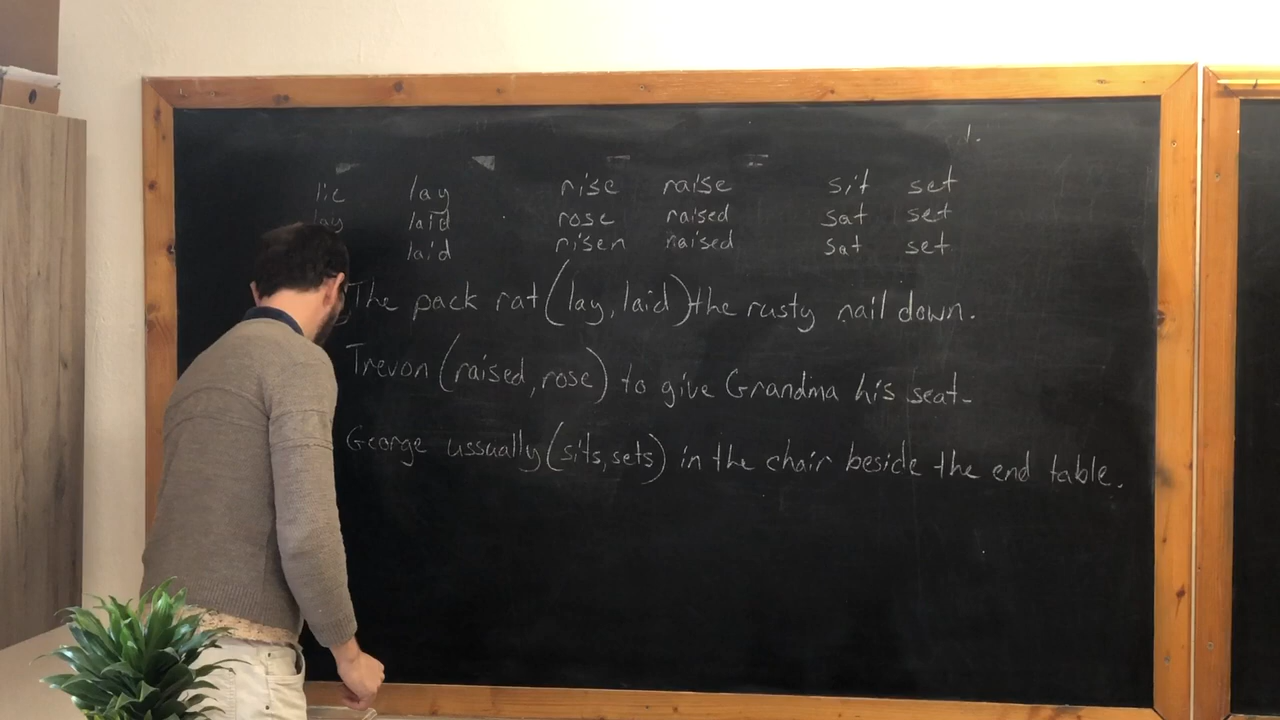 lie lay rise raise sit set
lay laid rose raised sat set
laid risen raised sat set
The pack rat (lay, laid) the rusty nail down.
Trevon (raised, rose) to give Grandma his seat.
George ussually (sits, sets) in the chair beside the end table.